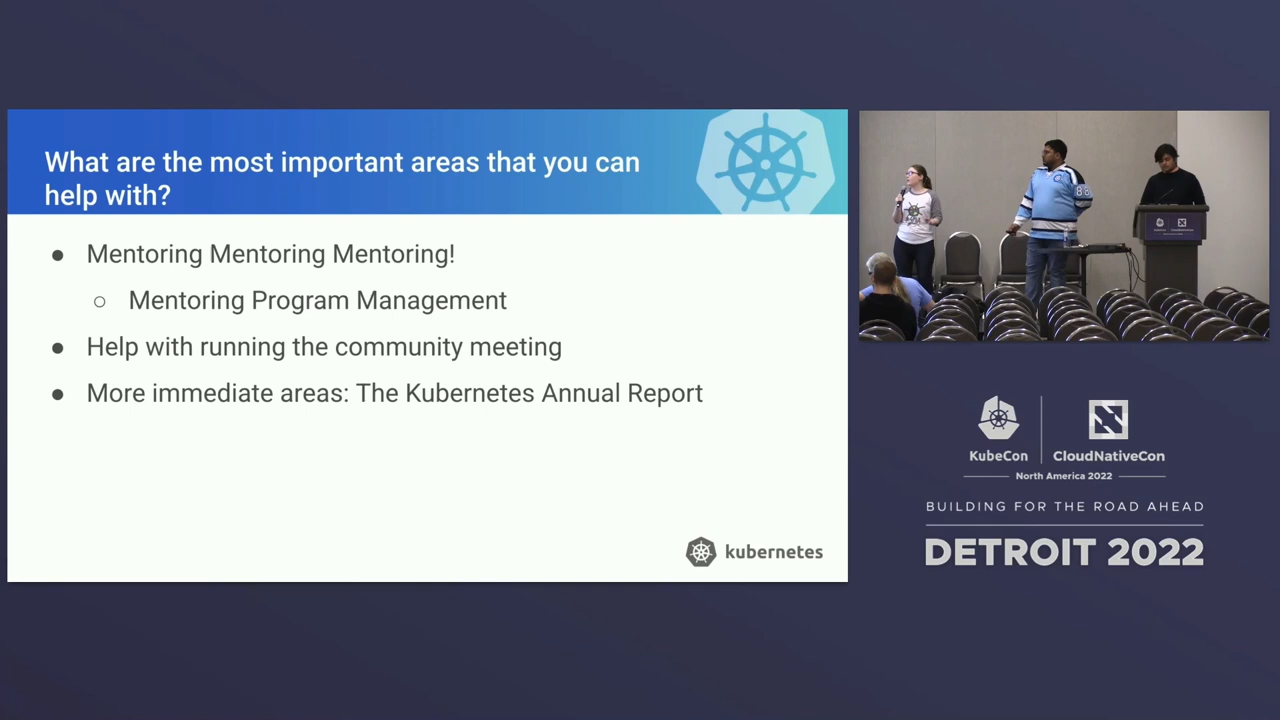 What are the most important areas that you can
help with?
● Mentoring Mentoring Mentoring!
○ Mentoring Program Management
● Help with running the community meeting
● More immediate areas: The Kubernetes Annual Report
kubernetes
88
KubeCon
CloudNativeCon
North America 2022
BUILDING FOR THE ROAD AHEAD
DETROIT 2022